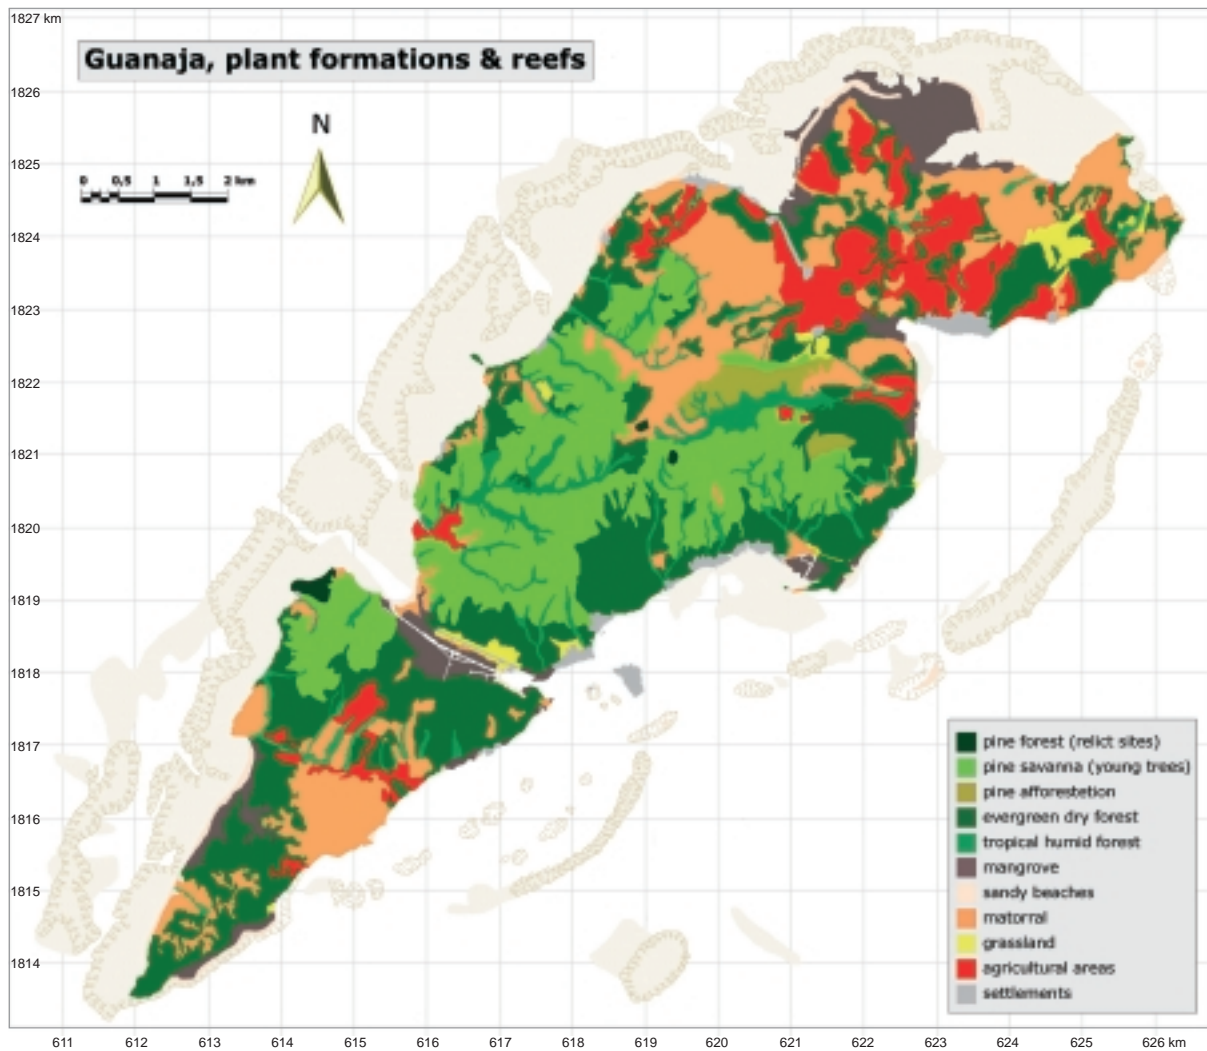 1827 km
Guanaja, plant formations & reefs
1826
N
1825
0 0,5 1 1,5 2 km
1824
1823
1822
1821
1820
1819
1818
1817
pine forest (relict sites)
pine savanna (young trees)
pine afforestetion
1816
evergreen dry forest
tropical humid forest
mangrove
1815
sandy beaches
matorral
grassland
1814
agricultural areas
settlements
611 612 613 614 615 616 617 618 619 620 621 622 623 624 625 626 km